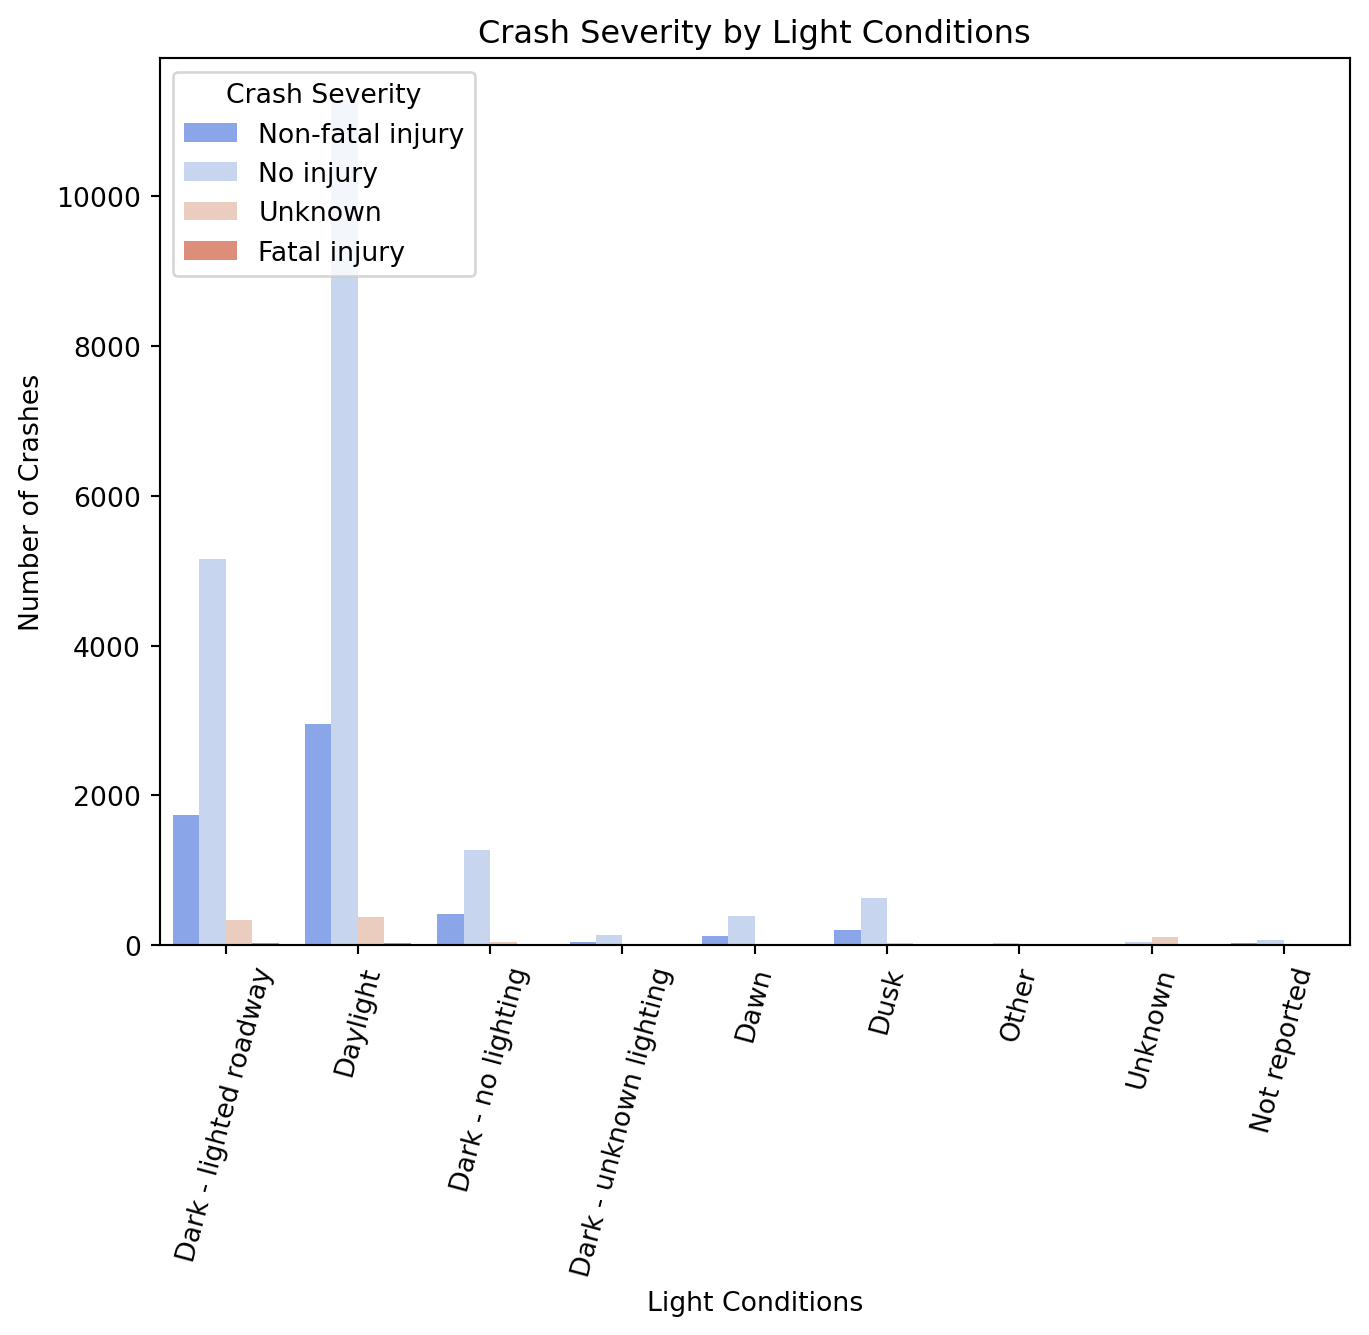 Crash Severity by Light Conditions
Crash Severity
Non-fatal injury
No injury
Unknown
Fatal injury
Number of Crashes
10000
8000
6000
4000
2000
0
Dark - lighted roadway
Daylight
Dark - no lighting
Dark - unknown lighting
Dawn
Dusk
Other
Unknown
Not reported
Light Conditions